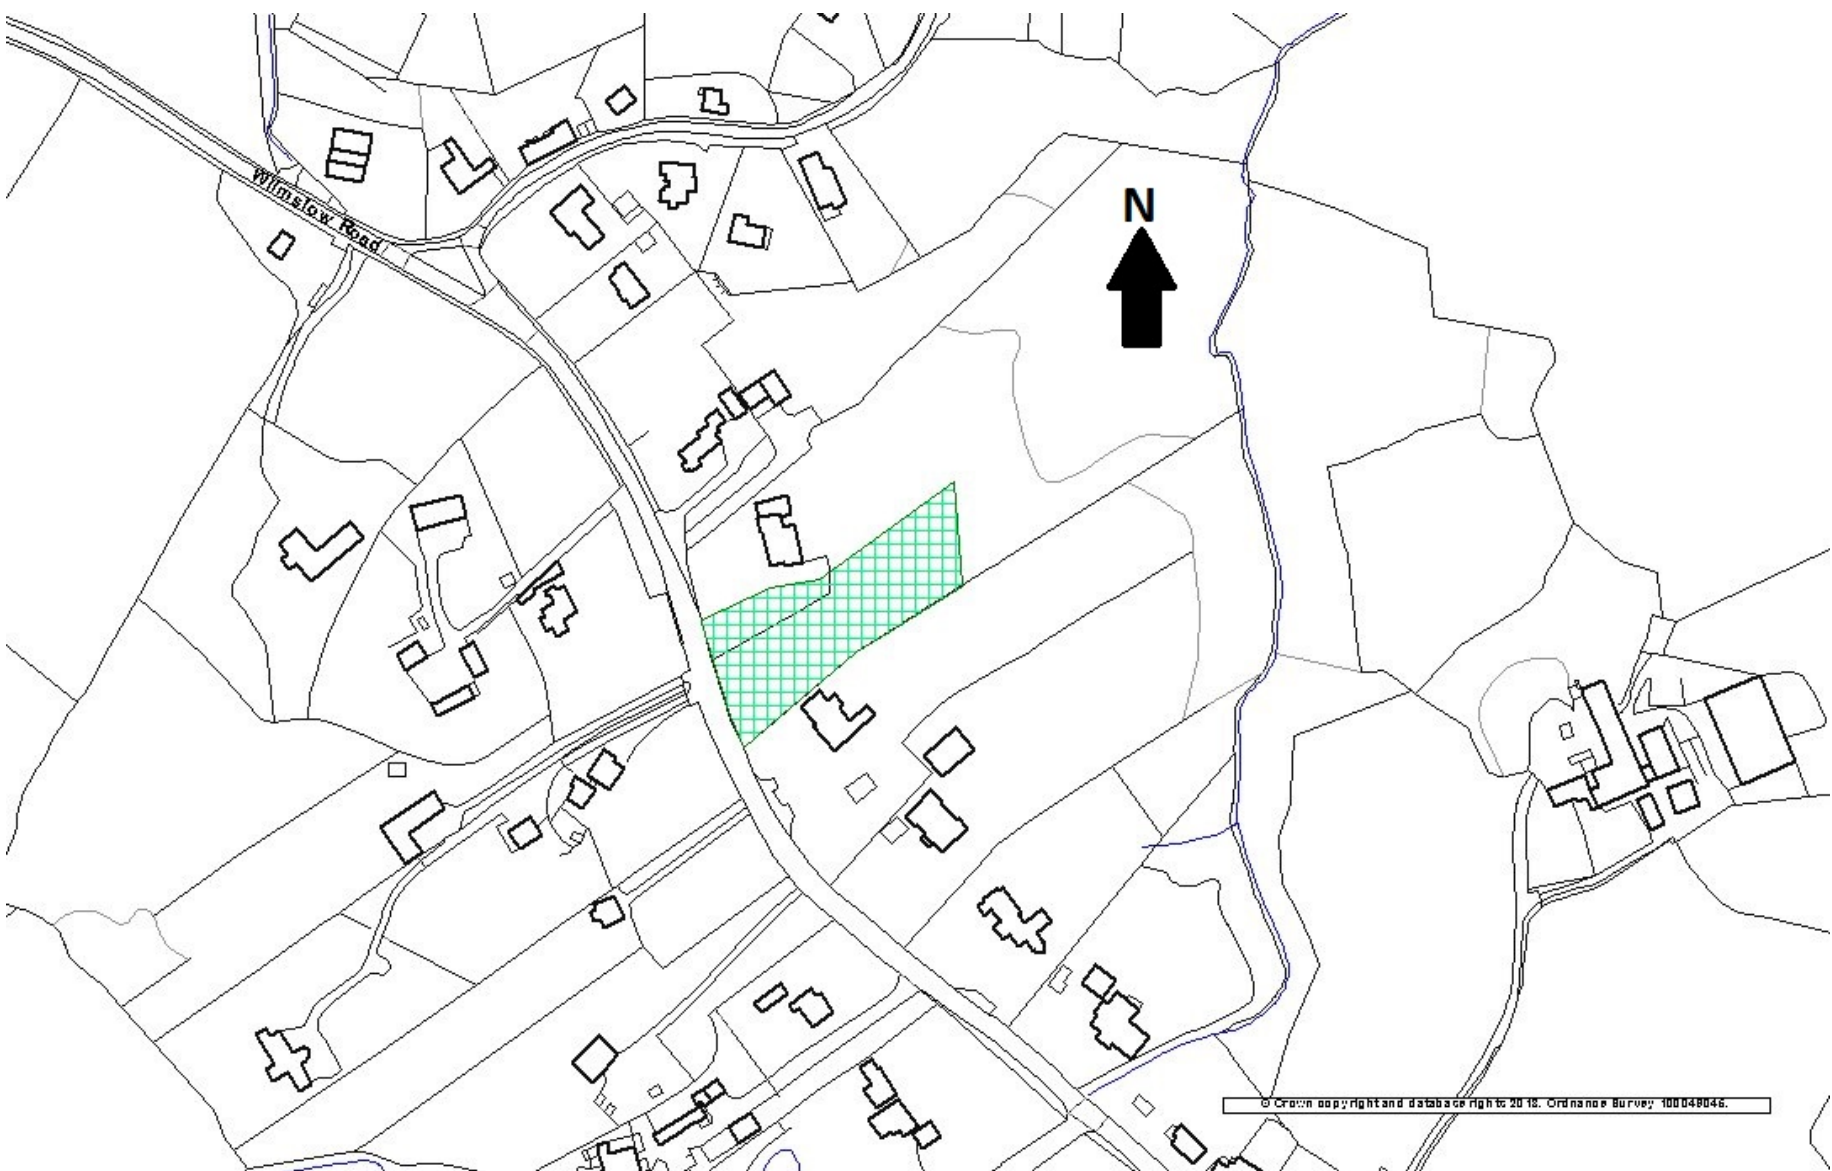 Wilmslow Road
N
© Crown copyright and database rights 2018. Ordnance Survey 100049046.